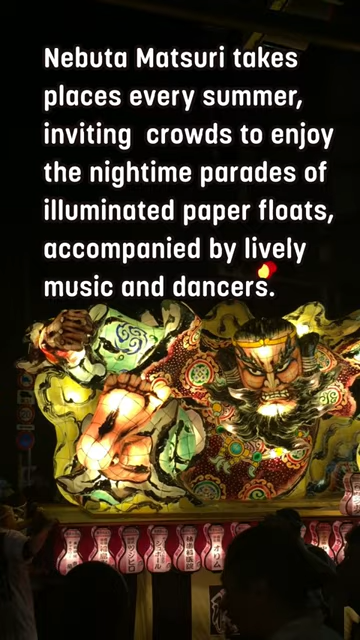 Nebuta Matsuri takes
places every summer,
inviting crowds to enjoy
the nightime parades of
illuminated paper floats,
accompanied by lively
music and dancers.